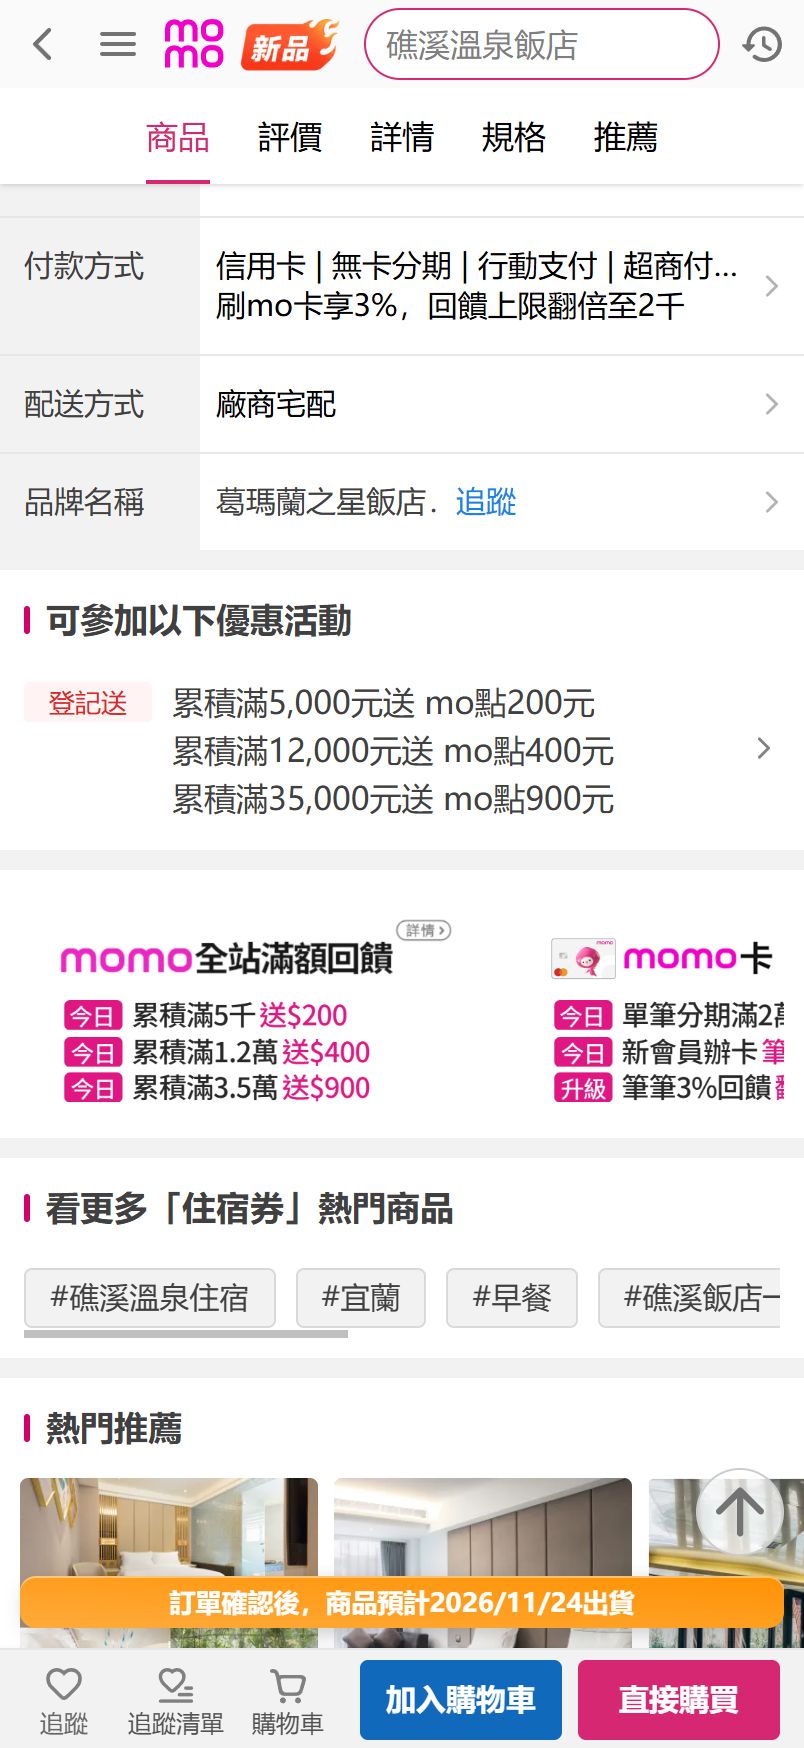 momo
新品
礁溪溫泉飯店
商品 評價 詳情 規格 推薦
付款方式
信用卡 | 無卡分期 | 行動支付 | 超商付...
刷mo卡享3%，回饋上限翻倍至2千
配送方式
廠商宅配
品牌名稱
葛瑪蘭之星飯店．追蹤
可參加以下優惠活動
登記送
累積滿5,000元送 mo點200元
累積滿12,000元送 mo點400元
累積滿35,000元送 mo點900元
momo全站滿額回饋
詳情
今日 累積滿5千送$200
今日 累積滿1.2萬送$400
今日 累積滿3.5萬送$900
momo卡
今日 單筆分期滿2
今日 新會員辦卡筆
升級 筆筆3%回饋
看更多「住宿券」熱門商品
#礁溪溫泉住宿 #宜蘭 #早餐 #礁溪飯店一
熱門推薦
訂單確認後，商品預計2026/11/24出貨
追蹤 追蹤清單 購物車 加入購物車 直接購買